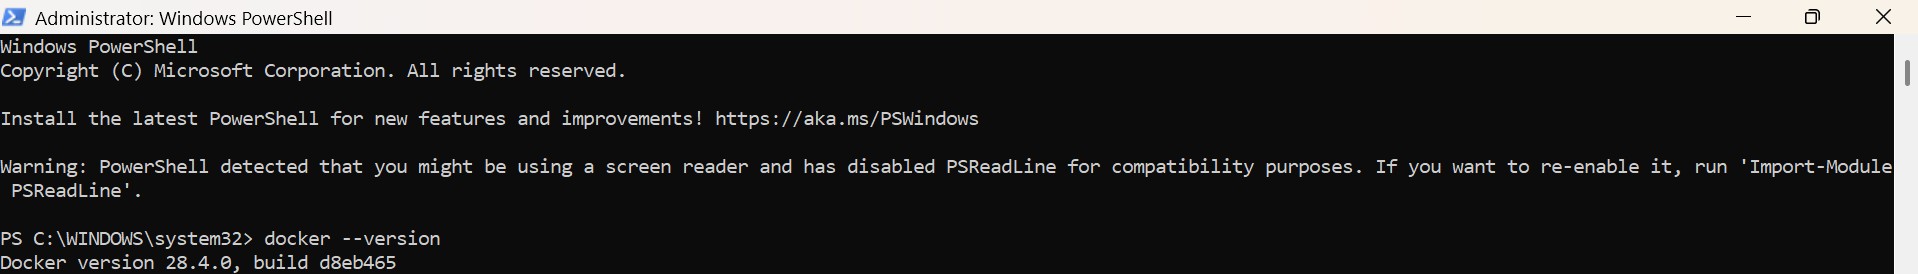 Administrator: Windows PowerShell
Windows PowerShell
Copyright (C) Microsoft Corporation. All rights reserved.
Install the latest PowerShell for new features and improvements! https://aka.ms/PSWindows
Warning: PowerShell detected that you might be using a screen reader and has disabled PSReadLine for compatibility purposes. If you want to re-enable it, run 'Import-Module
PSReadLine'.
PS C:\WINDOWS\system32> docker --version
Docker version 28.4.0, build d8eb465